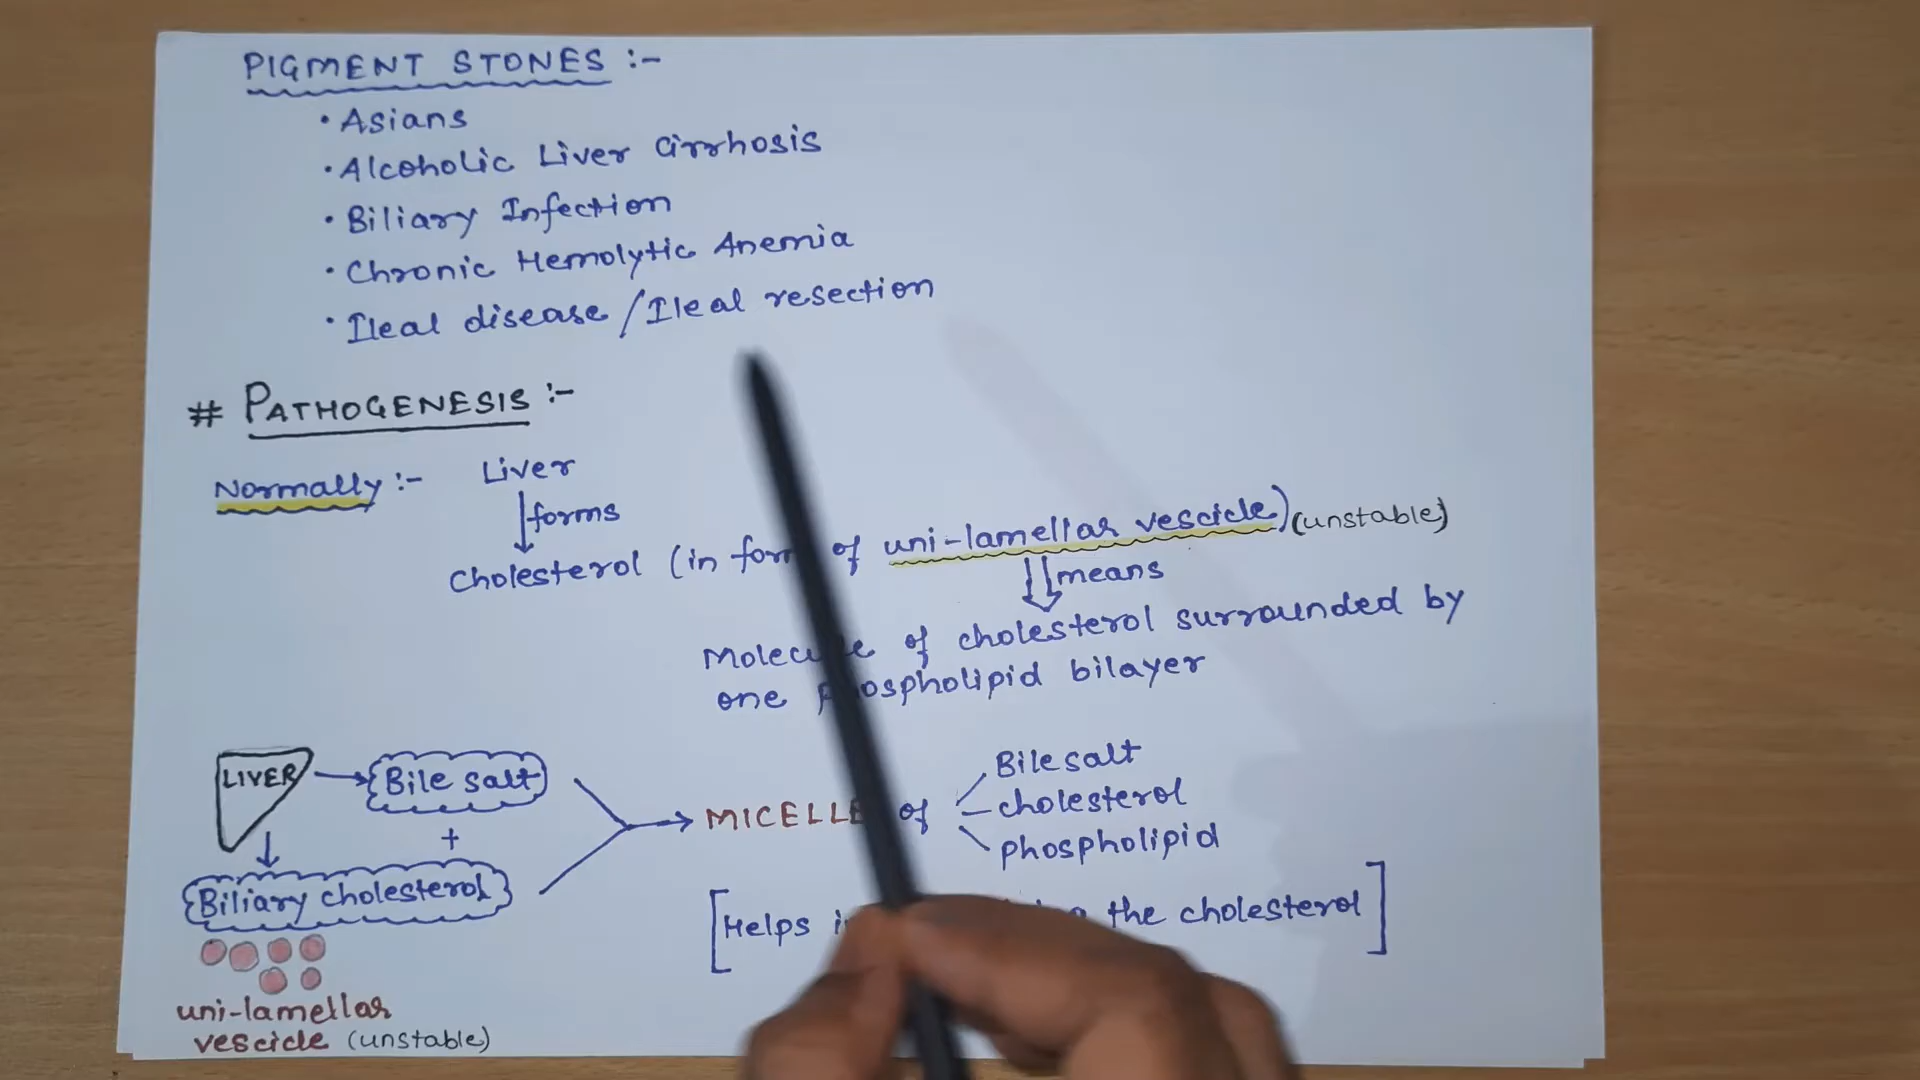 PIGMENT STONES :-
• Asians
• Alcoholic Liver Cirrhosis
• Biliary Infection
• Chronic Hemolytic Anemia
• Ileal disease / Ileal resection
# PATHOGENESIS :-
Normally :- Liver
forms
Cholesterol (in form of uni-lamellar vescicle) (unstable)
means
Molecule of cholesterol surrounded by
one phospholipid bilayer
LIVER
Bile salt
+
Biliary cholesterol
MICELLE of
Bile salt
cholesterol
phospholipid
[Helps the cholesterol]
uni-lamellar
vescicle (unstable)